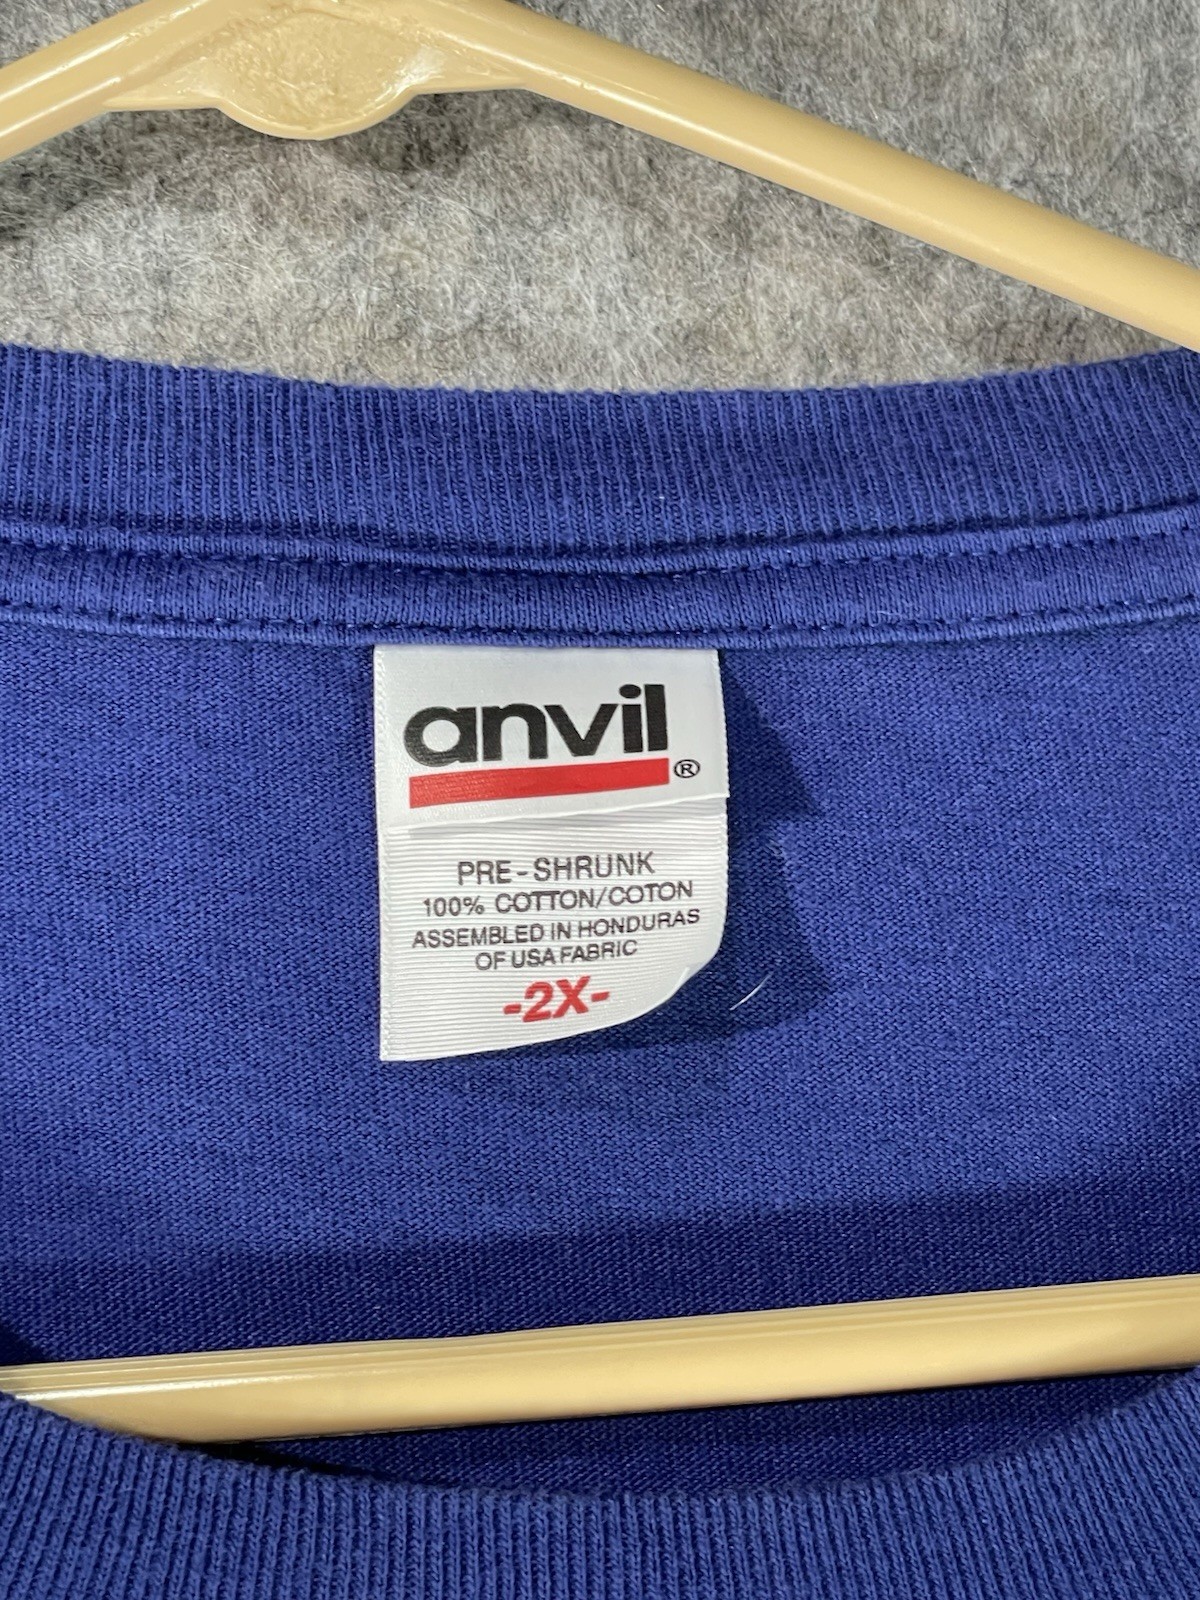 anvil®
PRE-SHRUNK
100% COTTON/COTON
ASSEMBLED IN HONDURAS
OF USA FABRIC
-2X-